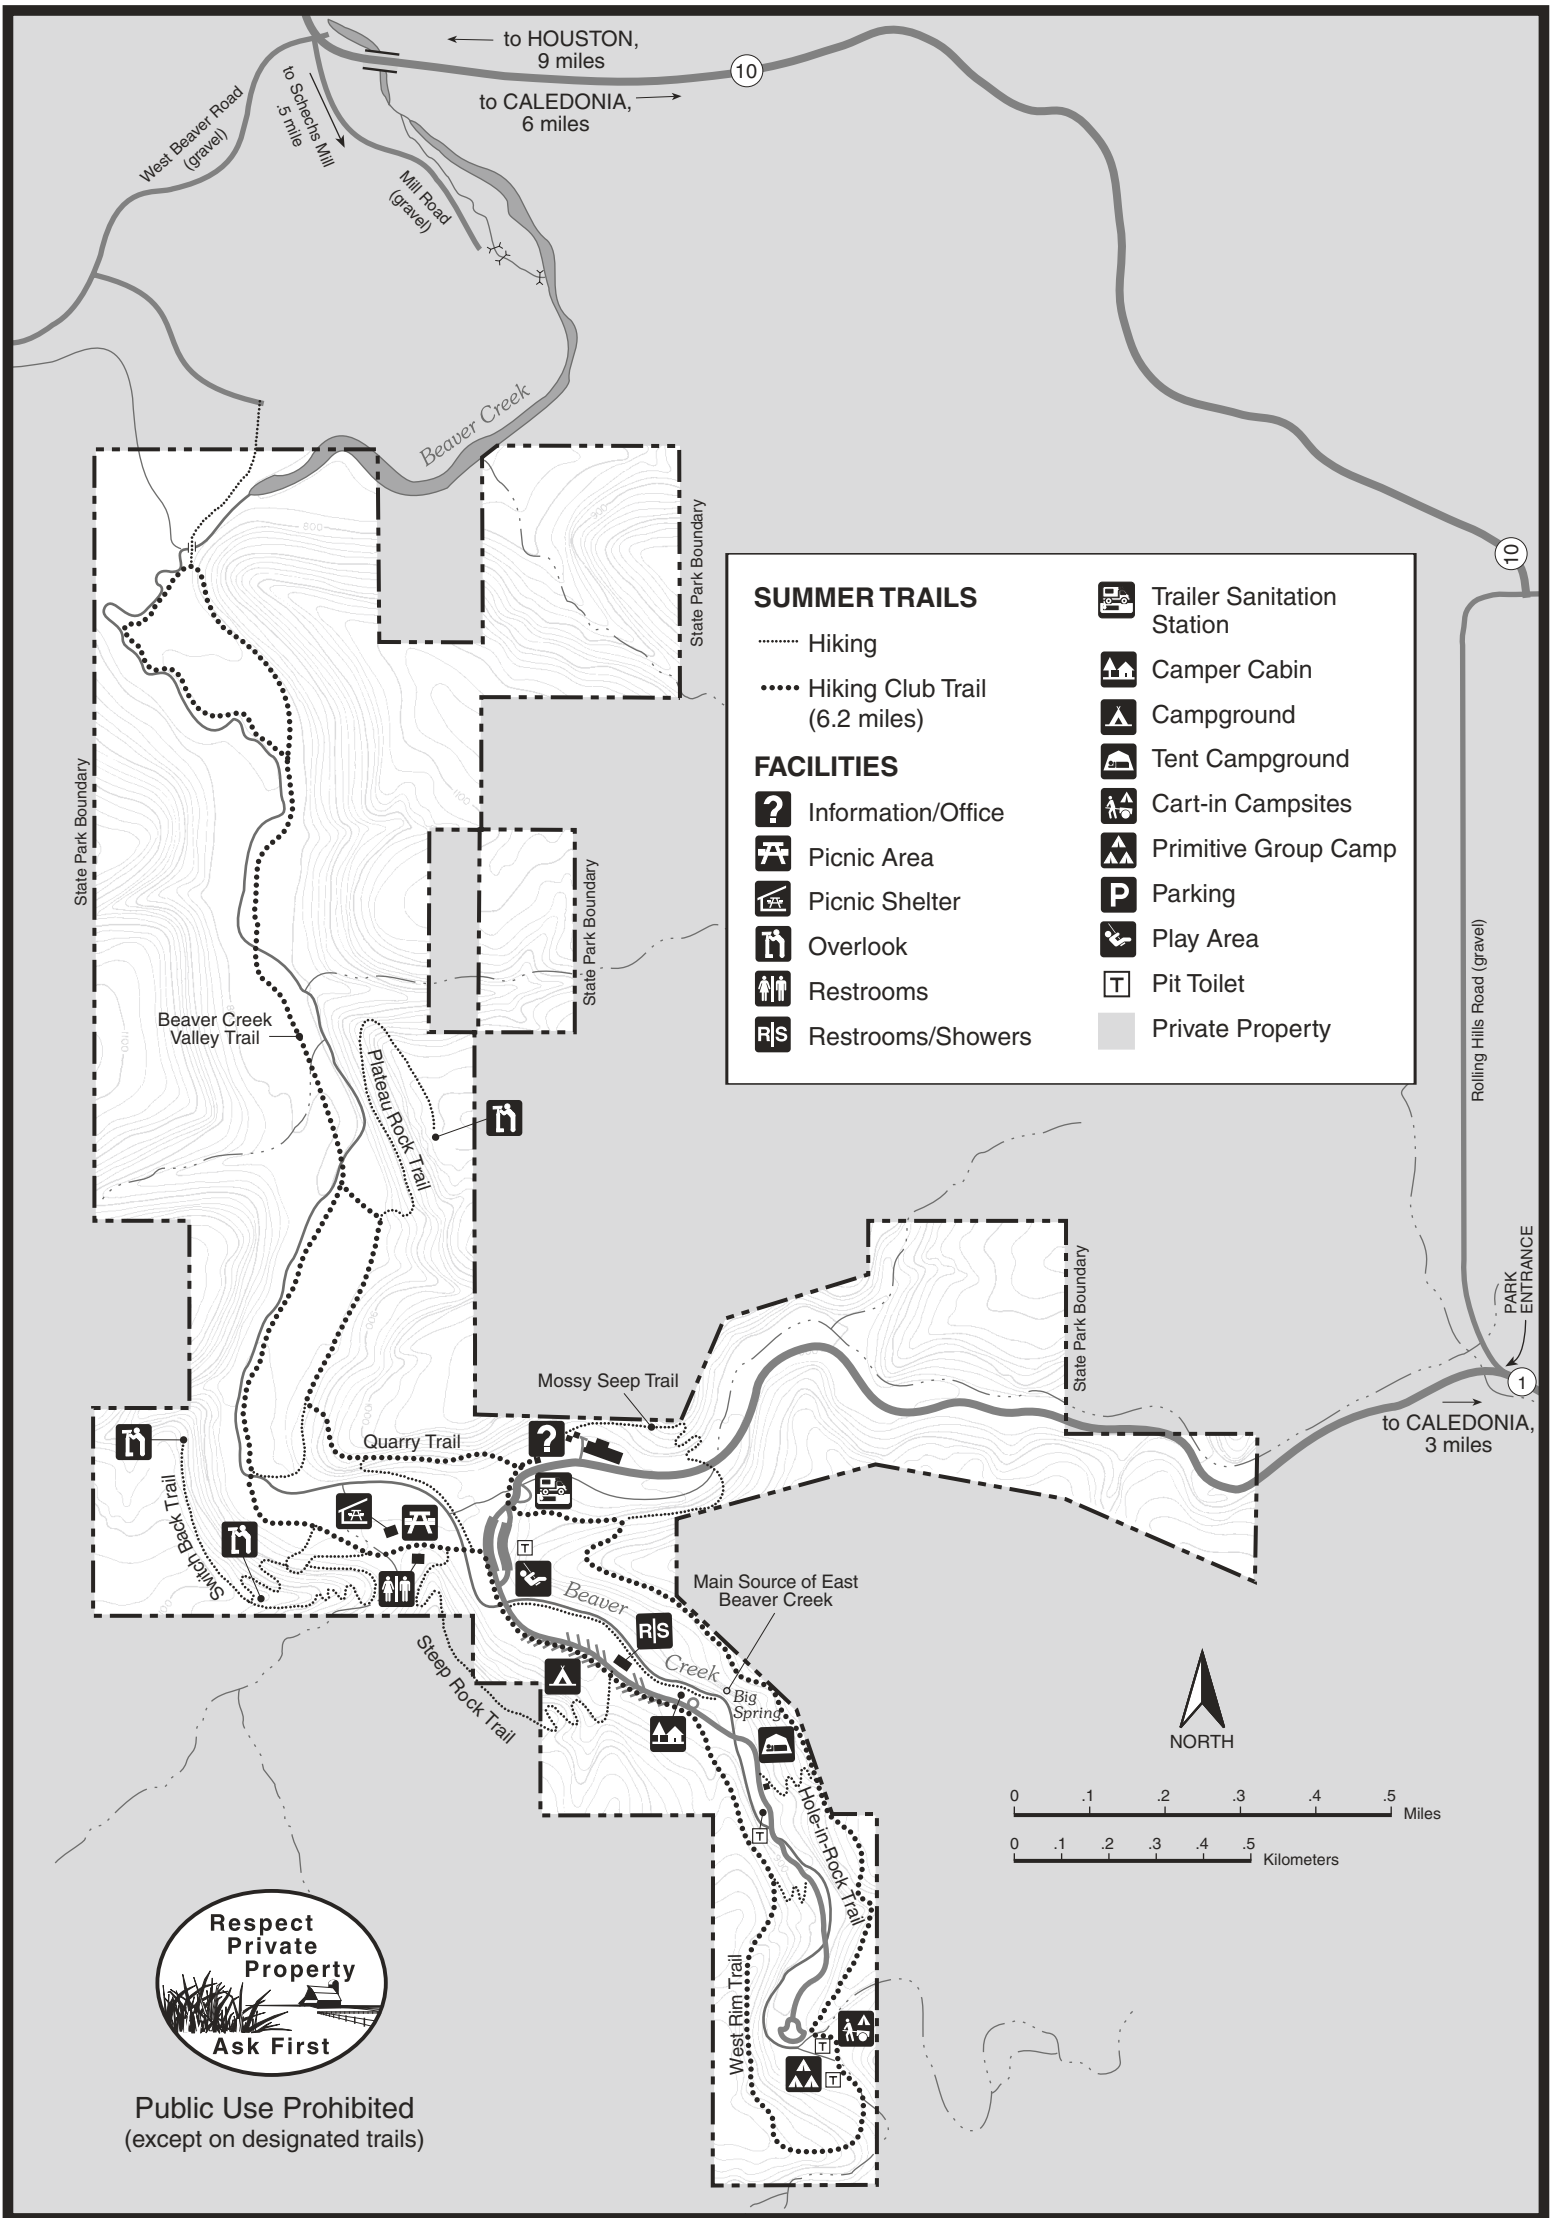 to HOUSTON,
9 miles
10
to CALEDONIA,
6 miles
to Schechs Mill
.5 mile
West Beaver Road
(gravel)
Mill Road
(gravel)
Beaver Creek
800
900
State Park Boundary
10
SUMMER TRAILS
Hiking
Hiking Club Trail
(6.2 miles)
FACILITIES
? Information/Office
Picnic Area
Picnic Shelter
Overlook
Restrooms
R|S Restrooms/Showers
Trailer Sanitation
Station
Camper Cabin
Campground
Tent Campground
Cart-in Campsites
Primitive Group Camp
P Parking
Play Area
T Pit Toilet
Private Property
State Park Boundary
1100
State Park Boundary
Rolling Hills Road (gravel)
Beaver Creek
Valley Trail
1100
Plateau Rock Trail
State Park Boundary
PARK
ENTRANCE
1
to CALEDONIA,
3 miles
Mossy Seep Trail
Quarry Trail
?
Switch Back Trail
T
Beaver
Creek
Main Source of East
Beaver Creek
R|S
Big
Spring
Steep Rock Trail
NORTH
0 .1 .2 .3 .4 .5
Miles
0 .1 .2 .3 .4 .5
Kilometers
T
Hole-in-Rock Trail
West Rim Trail
T
T
Respect
Private
Property
Ask First
Public Use Prohibited
(except on designated trails)